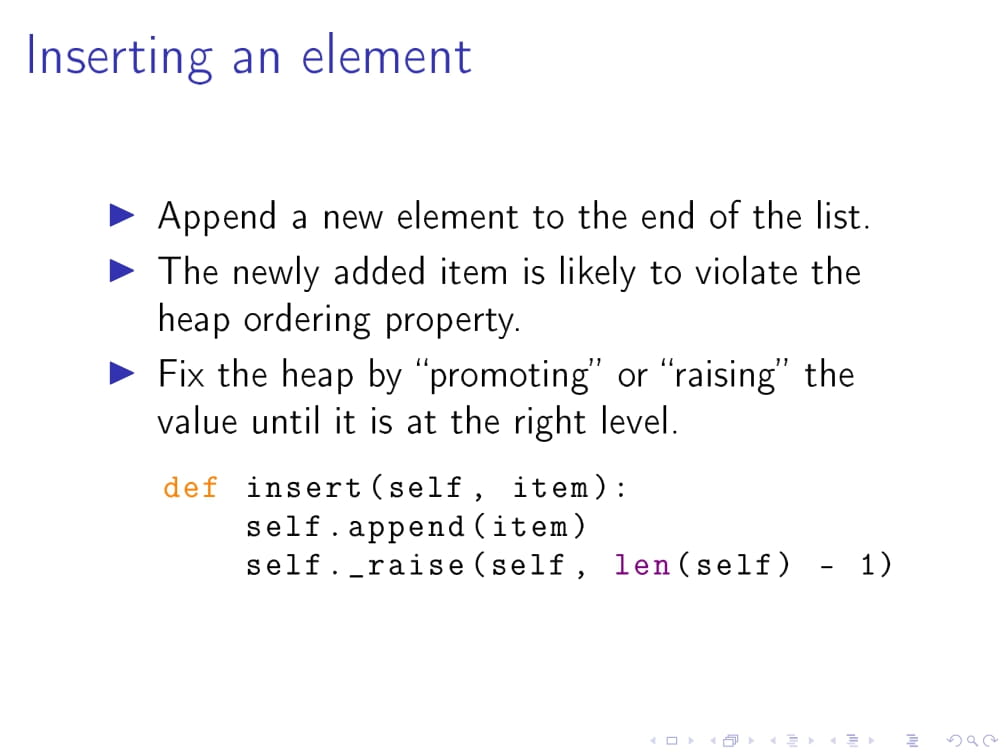 Inserting an element
Append a new element to the end of the list.
The newly added item is likely to violate the
heap ordering property.
Fix the heap by “promoting” or “raising” the
value until it is at the right level.
def insert(self, item):
self.append(item)
self._raise(self, len(self) - 1)